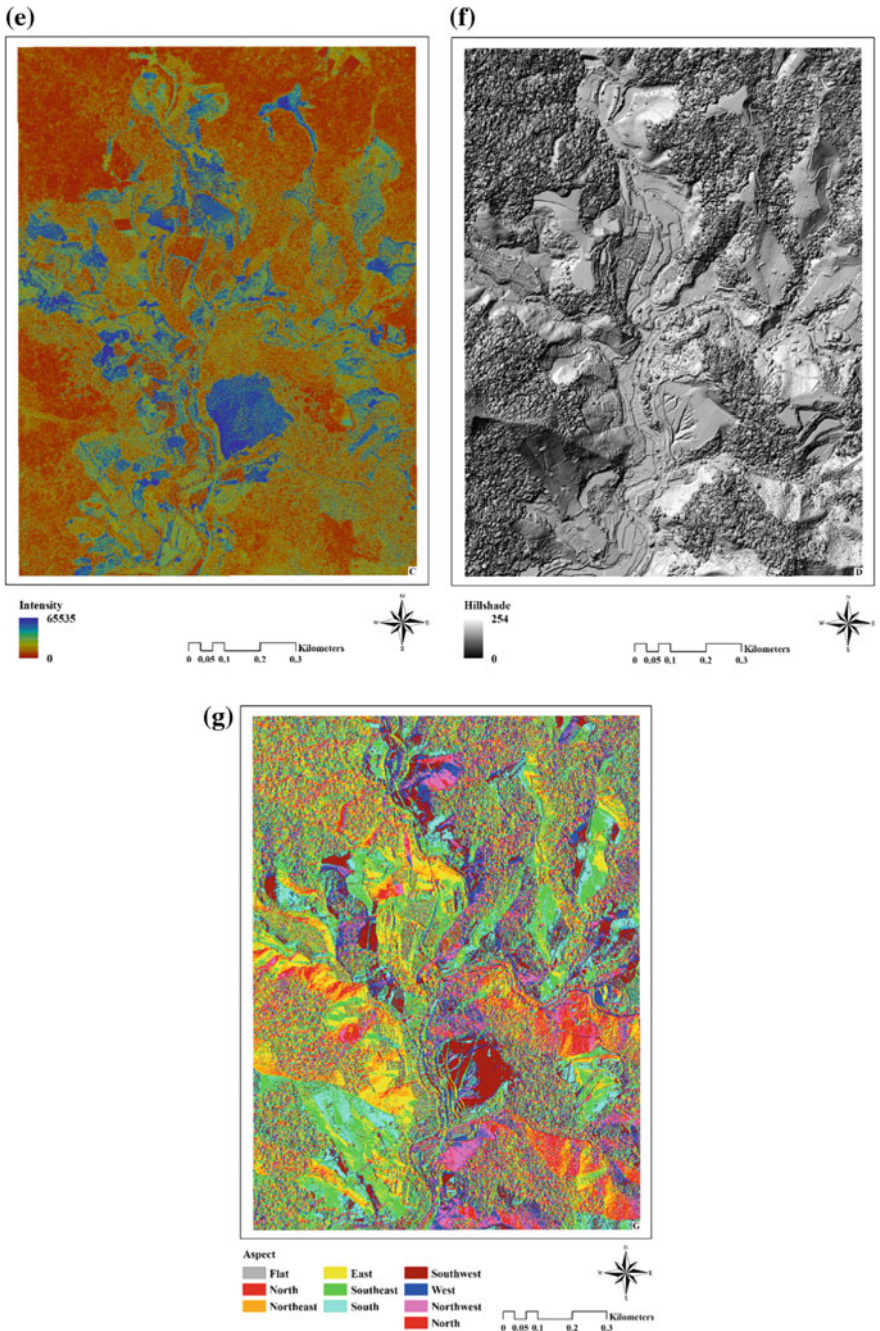 (e)
(f)
C
D
Intensity
65535
0
W
W E
S
0 0,05 0,1 0,2 0,3
Kilometers
Hillshade
254
0
N
W E
S
0 0,05 0,1 0,2 0,3
Kilometers
(g)
G
Aspect
Flat East Southwest
North Southeast West
Northeast South Northwest
North
N
W E
S
Kilometers
0 0,05 0,1 0,2 0,3